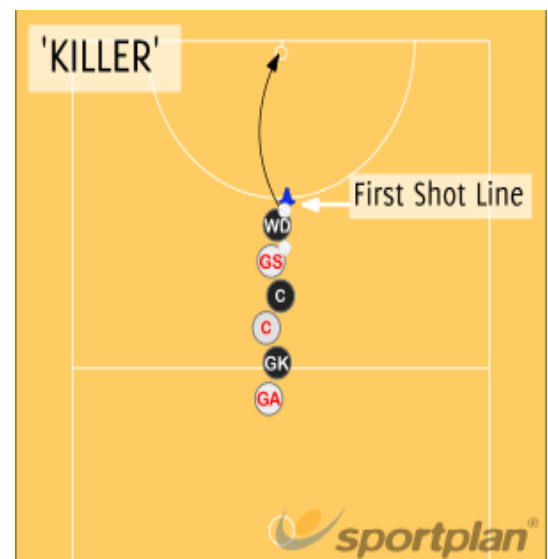 'KILLER'
First Shot Line
WD
GS
C
C
GK
GA
sportplan®